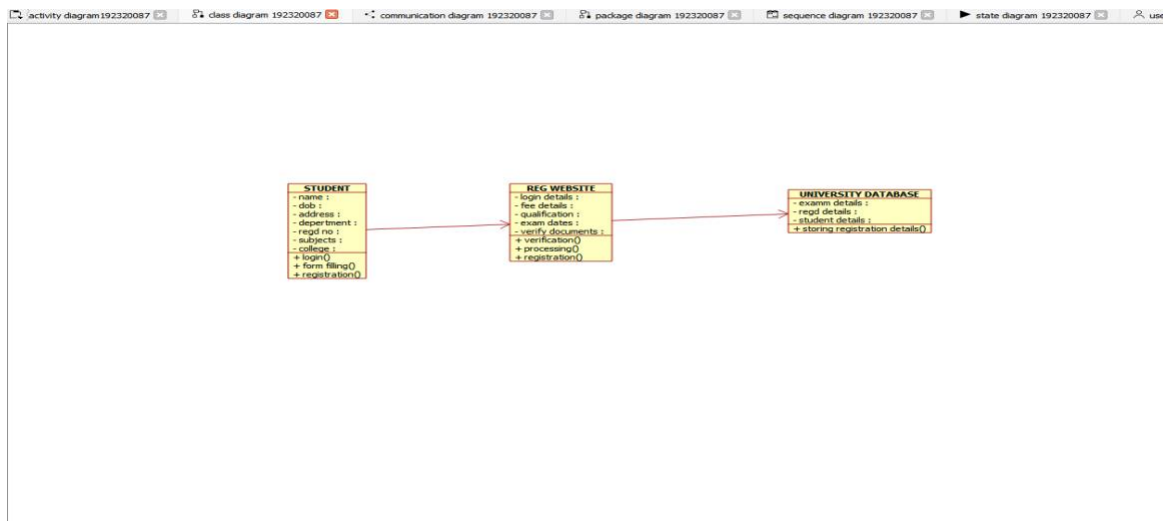 activity diagram192320087
class diagram 192320087
communication diagram 192320087
package diagram 192320087
sequence diagram 192320087
state diagram 192320087
use
STUDENT
- name :
- dob :
- address :
- depertment :
- regd no :
- subjects :
- college :
+ login()
+ form filling()
+ registration()
REG WEBSITE
- login details :
- fee details :
- qualification :
- exam dates :
- verify documents :
+ verification()
+ processing()
+ registration()
UNIVERSITY DATABASE
- examm details :
- regd details :
- student details :
+ storing registration details()